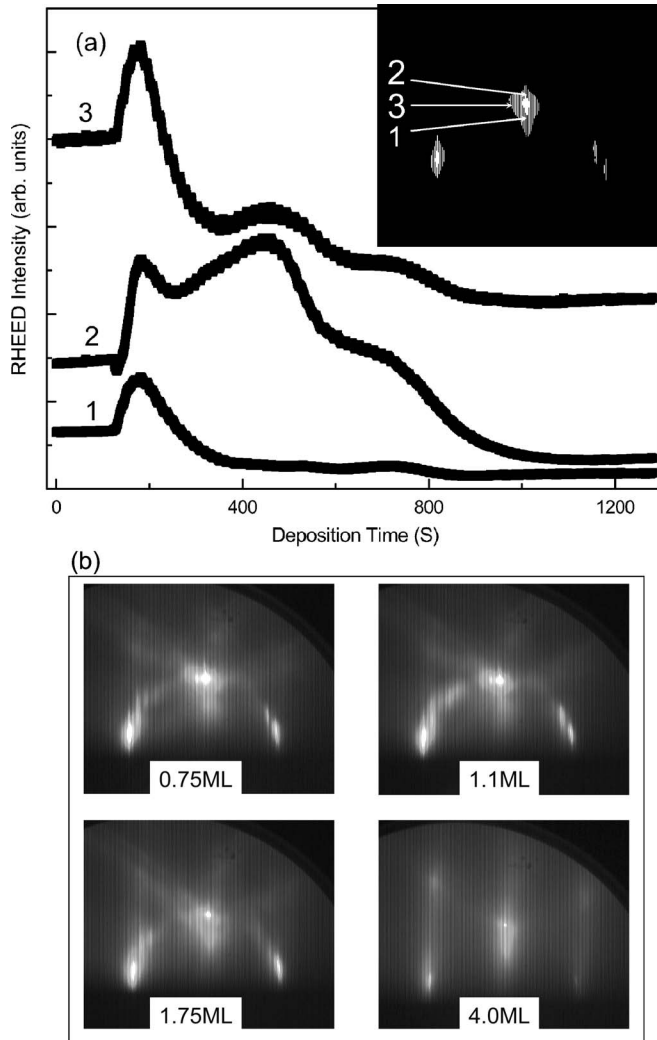 (a)
3
2
1
2
3
1
RHEED Intensity (arb. units)
0
400
800
1200
Deposition Time (S)
(b)
0.75ML
1.1ML
1.75ML
4.0ML